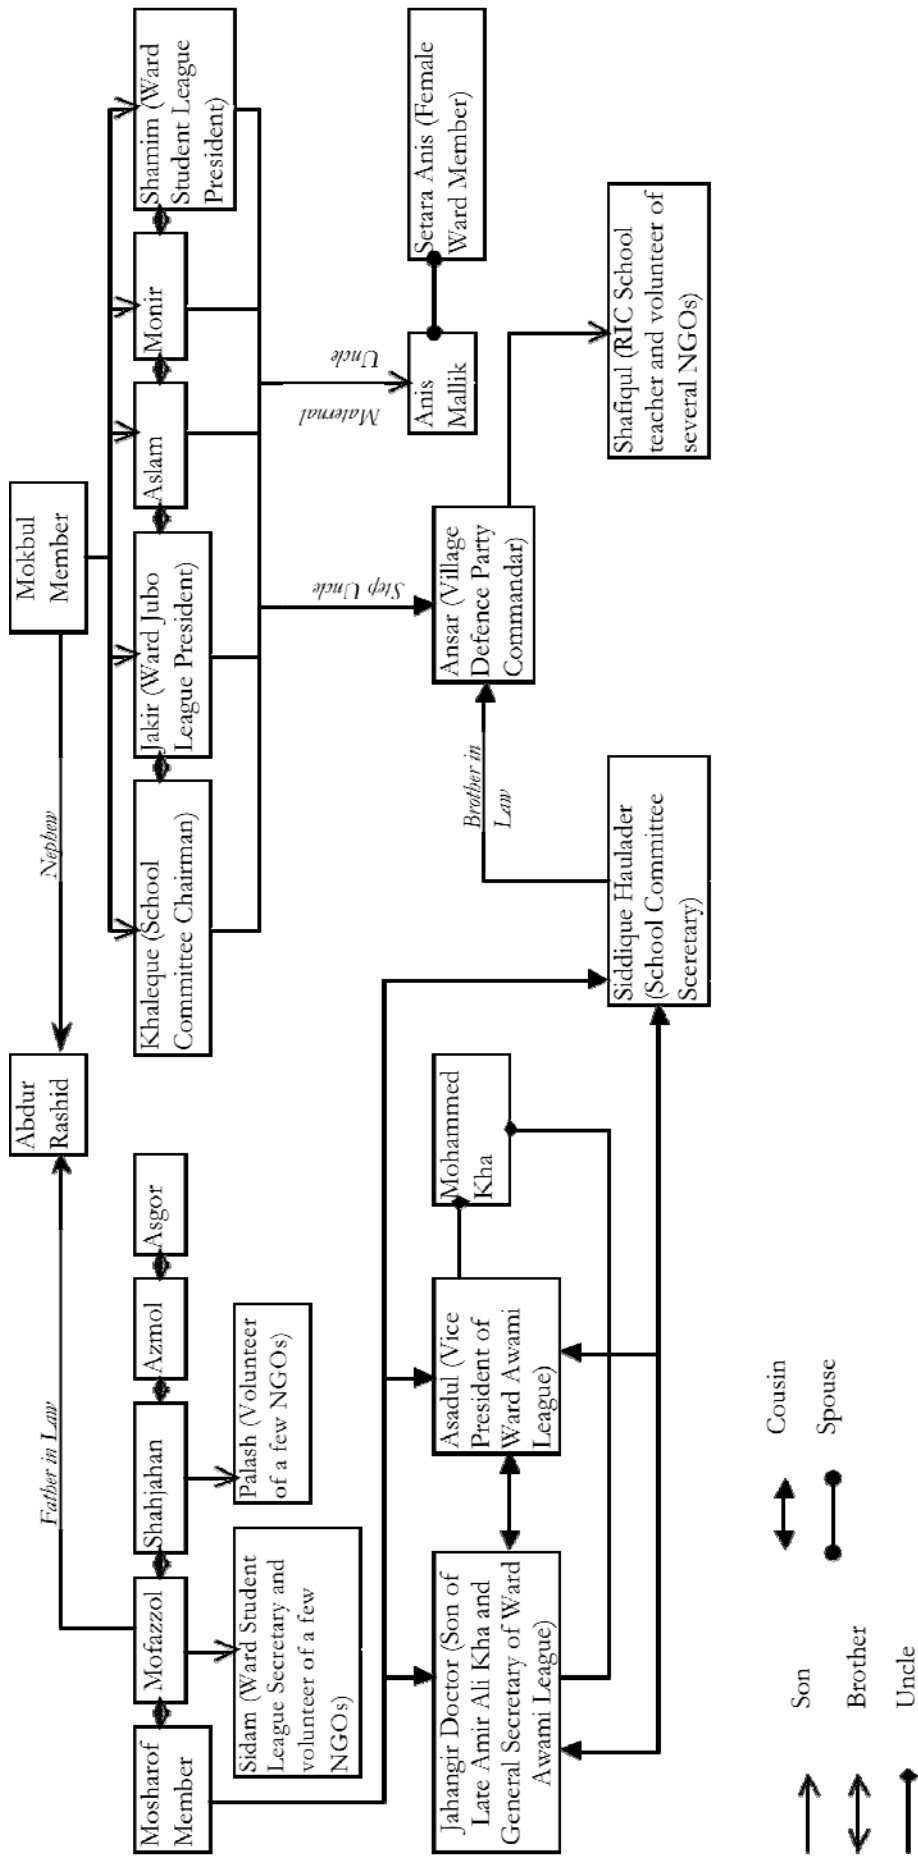 Mokbul
Member
Nephew
Abdur
Rashid
Father in Law
Khaleque (School
Committee Chairman)
Jakir (Ward Jubo
League President)
Aslam
Monir
Shamim (Ward
Student League
President)
Mosharof
Member
Mofazzol
Shahjahan
Azmol
Asgor
Sidam (Ward Student
League Secretary and
volunteer of a few
NGOs)
Palash (Volunteer
of a few NGOs)
Step Uncle
Maternal
Uncle
Jahangir Doctor (Son of
Late Amir Ali Kha and
General Secretary of Ward
Awami League)
Asadul (Vice
President of
Ward Awami
League)
Mohammed
Kha
Brother in
Law
Ansar (Village
Defence Party
Commandar)
Anis
Mallik
Setara Anis (Female
Ward Member)
Siddique Haulader
(School Committee
Sceretary)
Shafiqul (RIC School
teacher and volunteer of
several NGOs)
Son
Brother
Uncle
Cousin
Spouse